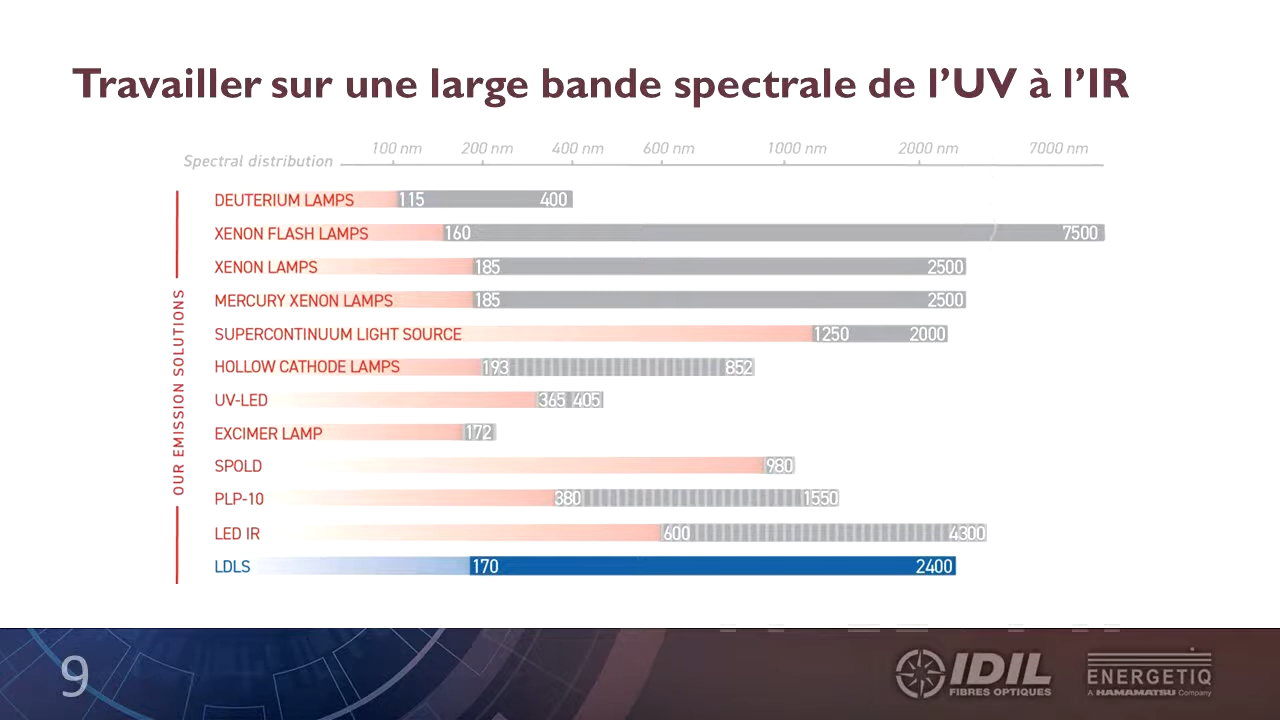 Travailler sur une large bande spectrale de l’UV à l’IR
Spectral distribution 100 nm 200 nm 400 nm 600 nm 1000 nm 2000 nm 7000 nm
OUR EMISSION SOLUTIONS
DEUTERIUM LAMPS 115 400
XENON FLASH LAMPS 160 7500
XENON LAMPS 185 2500
MERCURY XENON LAMPS 185 2500
SUPERCONTINUUM LIGHT SOURCE 1250 2000
HOLLOW CATHODE LAMPS 193 852
UV-LED 365 405
EXCIMER LAMP 172
SPOLD 980
PLP-10 380 1550
LED IR 600 4300
LDLS 170 2400
9
IDIL
FIBRES OPTIQUES
ENERGETIQ
A HAMAMATSU Company